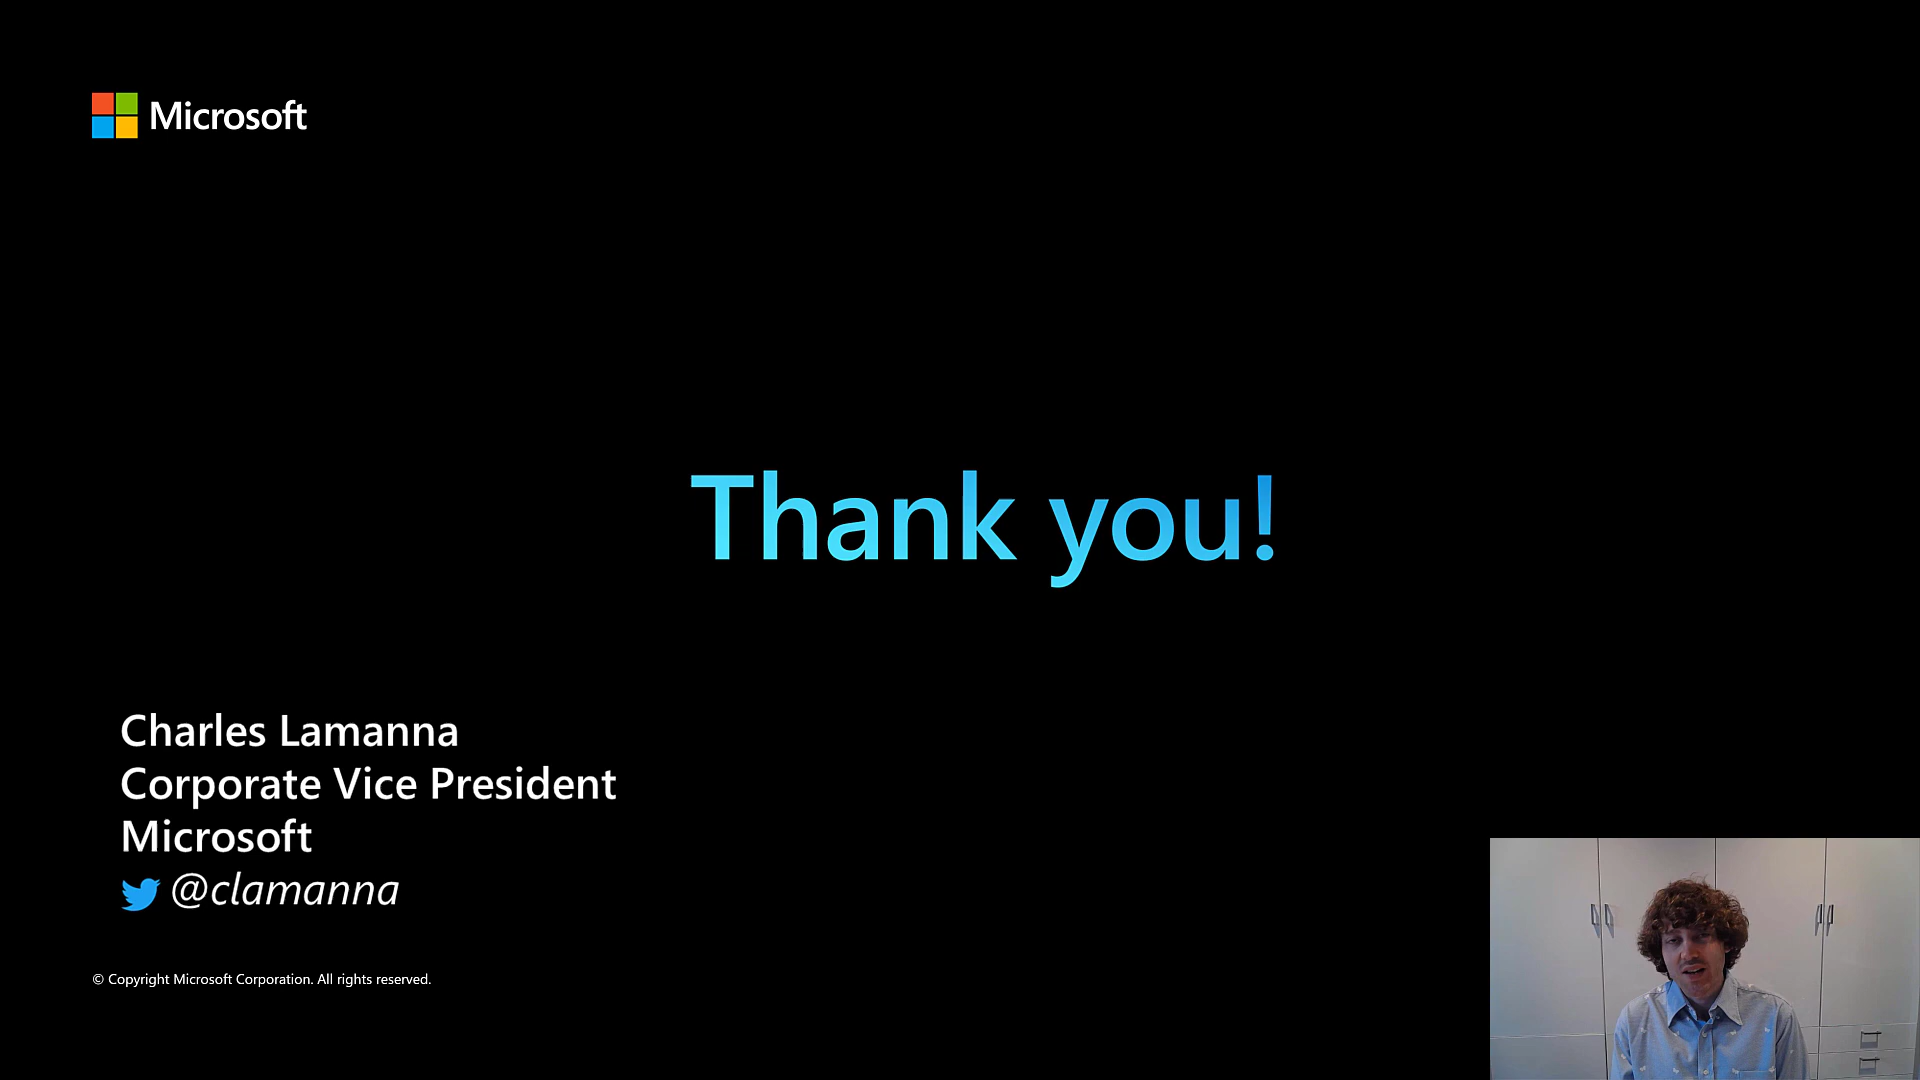 Microsoft
Thank you!
Charles Lamanna
Corporate Vice President
Microsoft
@clamanna
© Copyright Microsoft Corporation. All rights reserved.